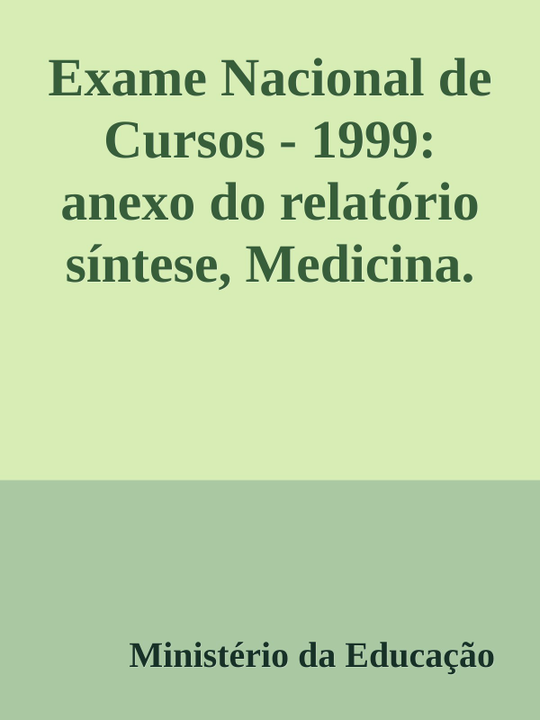 Exame Nacional de
Cursos - 1999:
anexo do relatório
síntese, Medicina.
Ministério da Educação